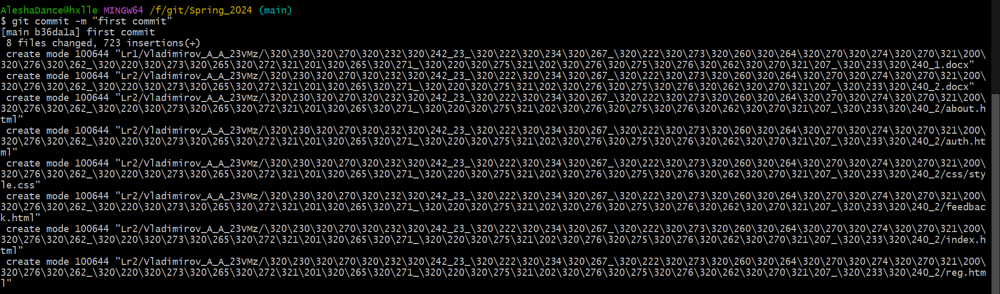 AleshaDance@hxlle MINGW64 /f/git/Spring_2024 (main)
$ git commit -m "first commit"
[main b36da1a] first commit
 8 files changed, 723 insertions(+)
 create mode 100644 "Lr1/Vladimirov_A_A_23VMz/\320\230\320\270\320\232\320\242_23_\320\222\320\234\320\267_\320\222\320\273\320\260\320\264\320\270\320\274\320\270\321\200\
320\276\320\262_\320\220\320\273\320\265\320\272\321\201\320\265\320\271_\320\220\320\275\321\202\320\276\320\275\320\276\320\262\320\270\321\207_\320\233\320\240_1.docx"
 create mode 100644 "Lr2/Vladimirov_A_A_23VMz/\320\230\320\270\320\232\320\242_23_\320\222\320\234\320\267_\320\222\320\273\320\260\320\264\320\270\320\274\320\270\321\200\
320\276\320\262_\320\220\320\273\320\265\320\272\321\201\320\265\320\271_\320\220\320\275\321\202\320\276\320\275\320\276\320\262\320\270\321\207_\320\233\320\240_2.docx"
 create mode 100644 "Lr2/Vladimirov_A_A_23VMz/\320\230\320\270\320\232\320\242_23_\320\222\320\234\320\267_\320\222\320\273\320\260\320\264\320\270\320\274\320\270\321\200\
320\276\320\262_\320\220\320\273\320\265\320\272\321\201\320\265\320\271_\320\220\320\275\321\202\320\276\320\275\320\276\320\262\320\270\321\207_\320\233\320\240_2/about.h
tml"
 create mode 100644 "Lr2/Vladimirov_A_A_23VMz/\320\230\320\270\320\232\320\242_23_\320\222\320\234\320\267_\320\222\320\273\320\260\320\264\320\270\320\274\320\270\321\200\
320\276\320\262_\320\220\320\273\320\265\320\272\321\201\320\265\320\271_\320\220\320\275\321\202\320\276\320\275\320\276\320\262\320\270\321\207_\320\233\320\240_2/auth.ht
ml"
 create mode 100644 "Lr2/Vladimirov_A_A_23VMz/\320\230\320\270\320\232\320\242_23_\320\222\320\234\320\267_\320\222\320\273\320\260\320\264\320\270\320\274\320\270\321\200\
320\276\320\262_\320\220\320\273\320\265\320\272\321\201\320\265\320\271_\320\220\320\275\321\202\320\276\320\275\320\276\320\262\320\270\321\207_\320\233\320\240_2/css/sty
le.css"
 create mode 100644 "Lr2/Vladimirov_A_A_23VMz/\320\230\320\270\320\232\320\242_23_\320\222\320\234\320\267_\320\222\320\273\320\260\320\264\320\270\320\274\320\270\321\200\
320\276\320\262_\320\220\320\273\320\265\320\272\321\201\320\265\320\271_\320\220\320\275\321\202\320\276\320\275\320\276\320\262\320\270\321\207_\320\233\320\240_2/feedbac
k.html"
 create mode 100644 "Lr2/Vladimirov_A_A_23VMz/\320\230\320\270\320\232\320\242_23_\320\222\320\234\320\267_\320\222\320\273\320\260\320\264\320\270\320\274\320\270\321\200\
320\276\320\262_\320\220\320\273\320\265\320\272\321\201\320\265\320\271_\320\220\320\275\321\202\320\276\320\275\320\276\320\262\320\270\321\207_\320\233\320\240_2/index.h
tml"
 create mode 100644 "Lr2/Vladimirov_A_A_23VMz/\320\230\320\270\320\232\320\242_23_\320\222\320\234\320\267_\320\222\320\273\320\260\320\264\320\270\320\274\320\270\321\200\
320\276\320\262_\320\220\320\273\320\265\320\272\321\201\320\265\320\271_\320\220\320\275\321\202\320\276\320\275\320\276\320\262\320\270\321\207_\320\233\320\240_2/reg.htm
l"